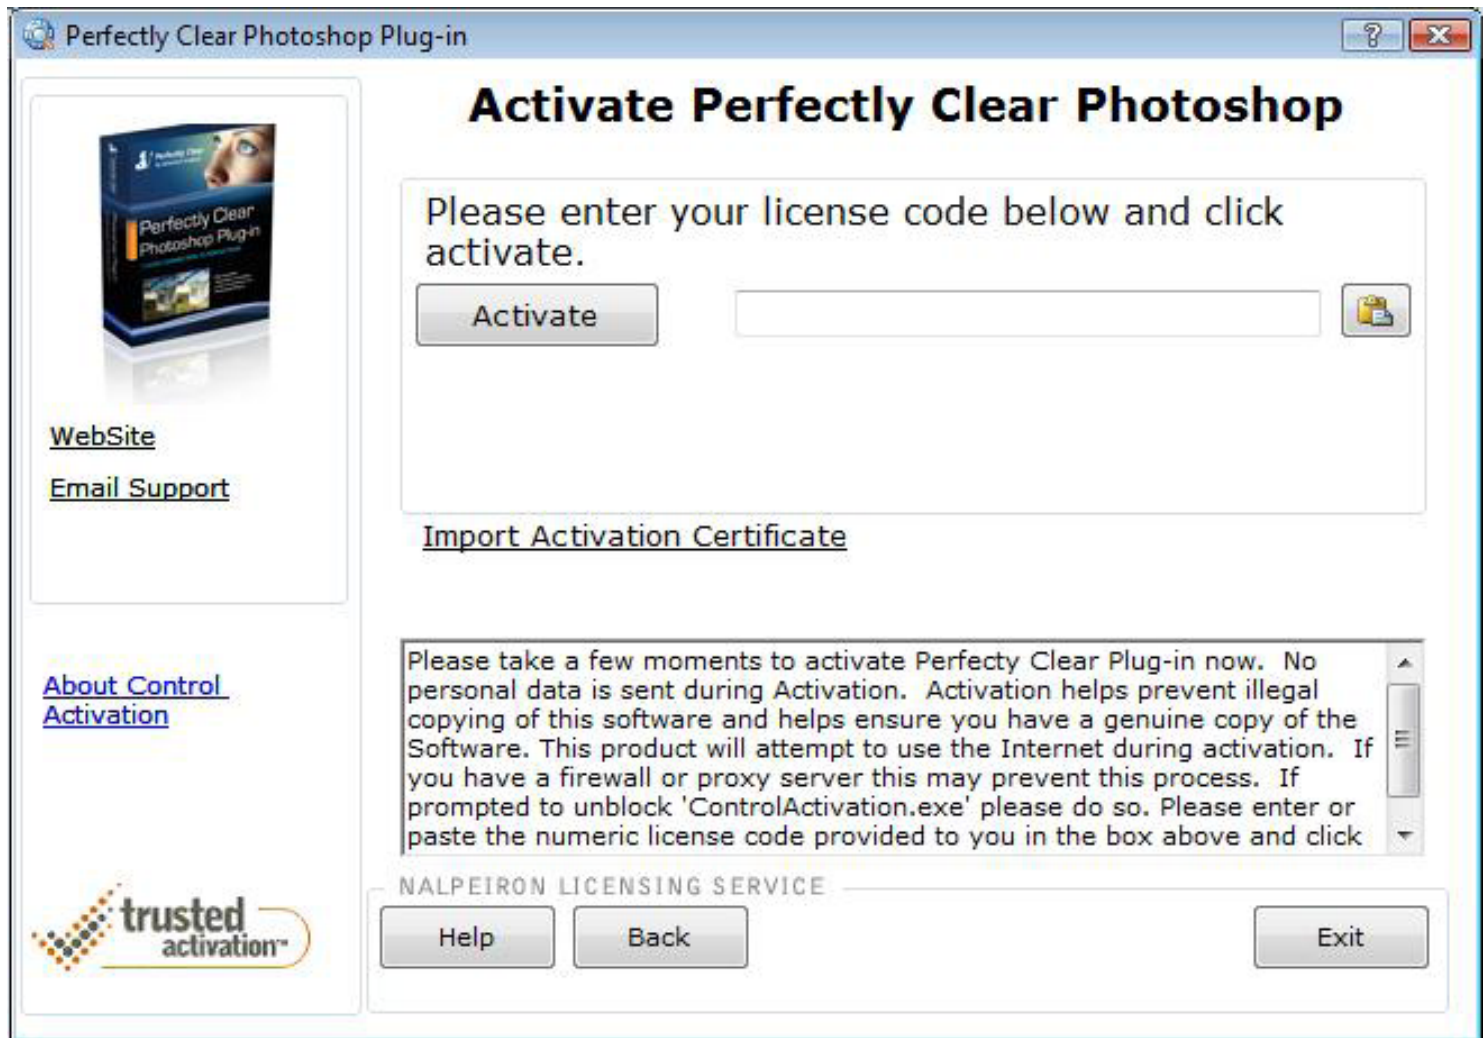 Perfectly Clear Photoshop Plug-in
Activate Perfectly Clear Photoshop
Perfectly Clear
Perfectly Clear
Photoshop Plug-in
WebSite
Email Support
About Control
Activation
trusted
activation™
Please enter your license code below and click
activate.
Activate
Import Activation Certificate
Please take a few moments to activate Perfecty Clear Plug-in now.  No
personal data is sent during Activation.  Activation helps prevent illegal
copying of this software and helps ensure you have a genuine copy of the
Software. This product will attempt to use the Internet during activation.  If
you have a firewall or proxy server this may prevent this process.  If
prompted to unblock 'ControlActivation.exe' please do so. Please enter or
paste the numeric license code provided to you in the box above and click
NALPEIRON LICENSING SERVICE
Help
Back
Exit